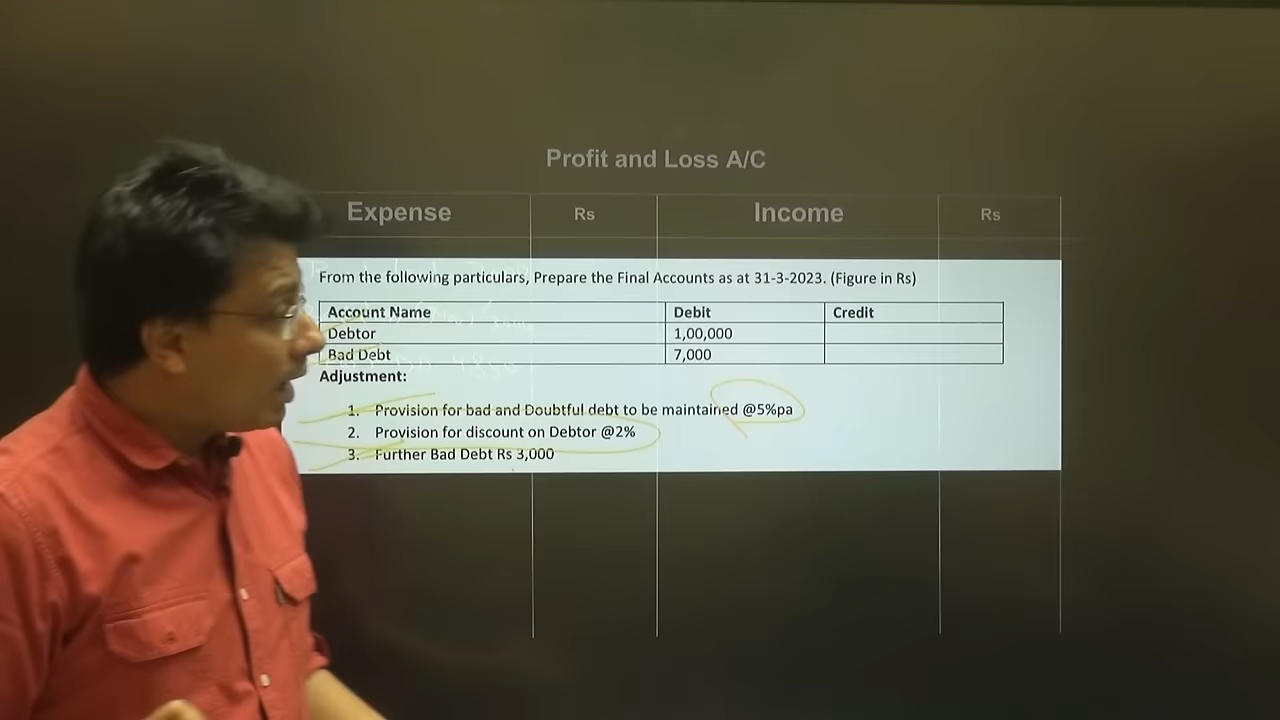 Profit and Loss A/C
Expense Rs Income Rs
From the following particulars, Prepare the Final Accounts as at 31-3-2023. (Figure in Rs)
Account Name Debit Credit
Debtor 1,00,000
Bad Debt 7,000
Adjustment:
1. Provision for bad and Doubtful debt to be maintained @5%pa
2. Provision for discount on Debtor @2%
3. Further Bad Debt Rs 3,000